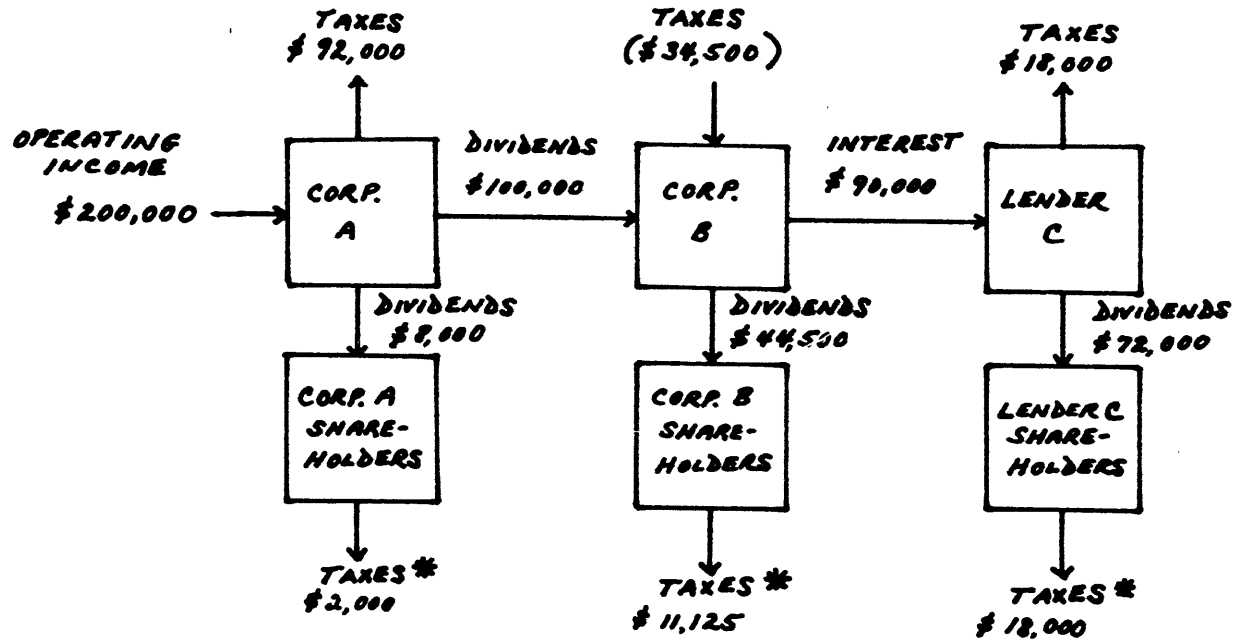 TAXES
$ 92,000
TAXES
($ 34,500)
TAXES
$ 18,000
OPERATING
INCOME
$ 200,000
CORP.
A
DIVIDENDS
$ 100,000
CORP.
B
INTEREST
$ 90,000
LENDER
C
DIVIDENDS
$ 8,000
DIVIDENDS
$ 44,500
DIVIDENDS
$ 72,000
CORP. A
SHARE-
HOLDERS
CORP. B
SHARE-
HOLDERS
LENDER C
SHARE-
HOLDERS
TAXES *
$ 2,000
TAXES *
$ 11,125
TAXES *
$ 18,000